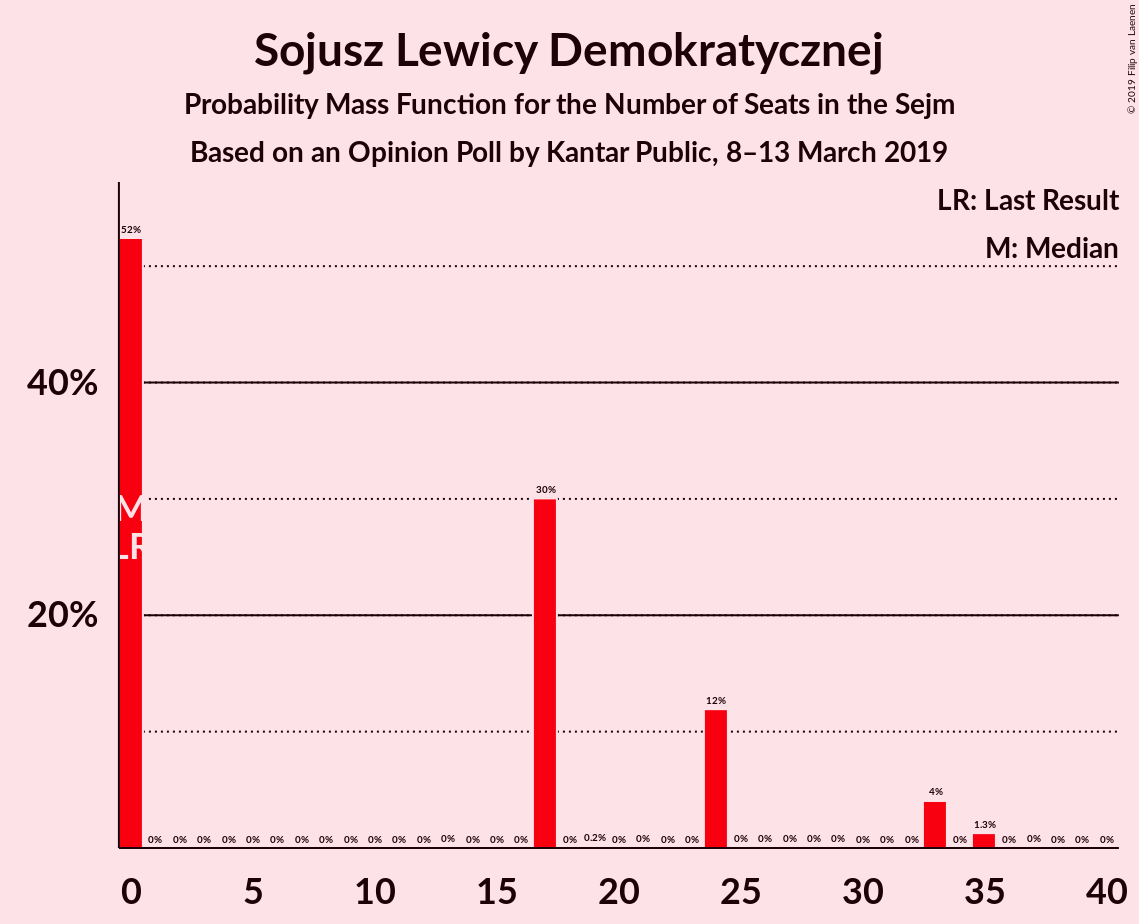 Sojusz Lewicy Demokratycznej
Probability Mass Function for the Number of Seats in the Sejm
Based on an Opinion Poll by Kantar Public, 8–13 March 2019
© 2019 Filip van Laenen
LR: Last Result
M: Median
52%
40%
M
30%
LR
20%
12%
4%
1.3%
0% 0% 0% 0% 0% 0% 0% 0% 0% 0% 0% 0% 0% 0% 0% 0% 0% 0.2% 0% 0% 0% 0% 0% 0% 0% 0% 0% 0% 0% 0% 0% 0% 0% 0% 0% 0%
0 5 10 15 20 25 30 35 40